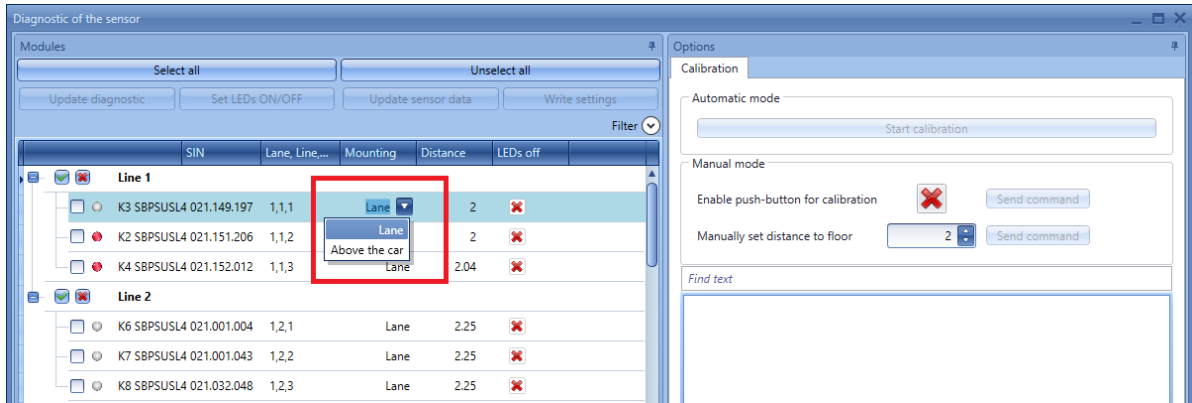 Diagnostic of the sensor
Modules
Select all Unselect all
Update diagnostic Set LEDs ON/OFF Update sensor data Write settings
Filter
SIN Lane, Line,... Mounting Distance LEDs off
Line 1
K3 SBPSUSL4 021.149.197 1,1,1 Lane 2
Lane
K2 SBPSUSL4 021.151.206 1,1,2 2
Above the car
K4 SBPSUSL4 021.152.012 1,1,3 Lane 2.04
Line 2
K6 SBPSUSL4 021.001.004 1,2,1 Lane 2.25
K7 SBPSUSL4 021.001.043 1,2,2 Lane 2.25
K8 SBPSUSL4 021.032.048 1,2,3 Lane 2.25
Options
Calibration
Automatic mode
Start calibration
Manual mode
Enable push-button for calibration Send command
Manually set distance to floor 2 Send command
Find text